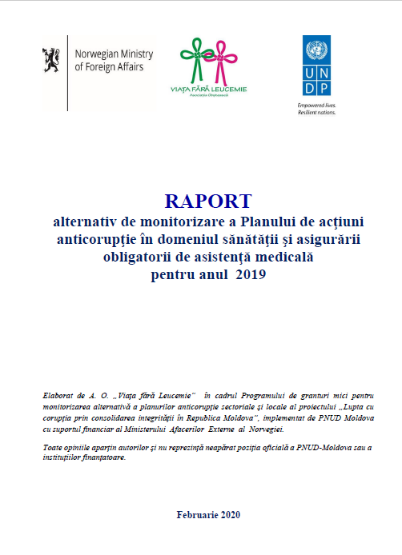 Norwegian Ministry
of Foreign Affairs
VIAȚA FĂRĂ LEUCEMIE
U N
D P
Empowered lives.
Resilient nations.
RAPORT
alternativ de monitorizare a Planului de acțiuni
anticorupție în domeniul sănătății și asigurării
obligatorii de asistență medicală
pentru anul 2019
Elaborat de A. O. „Viața fără Leucemie” în cadrul Programului de granturi mici pentru
monitorizarea alternativă a planurilor anticorupție sectoriale și locale al proiectului „Lupta cu
corupția prin consolidarea integrității în Republica Moldova”, implementat de PNUD Moldova
cu suportul financiar al Ministerului Afacerilor Externe al Norvegiei.
Toate opiniile aparțin autorilor și nu reprezintă neapărat poziția oficială a PNUD-Moldova sau a
instituțiilor finanțatoare.
Februarie 2020